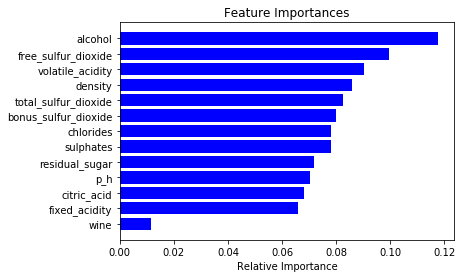 Feature Importances
alcohol
free_sulfur_dioxide
volatile_acidity
density
total_sulfur_dioxide
bonus_sulfur_dioxide
chlorides
sulphates
residual_sugar
p_h
citric_acid
fixed_acidity
wine
0.00 0.02 0.04 0.06 0.08 0.10 0.12
Relative Importance